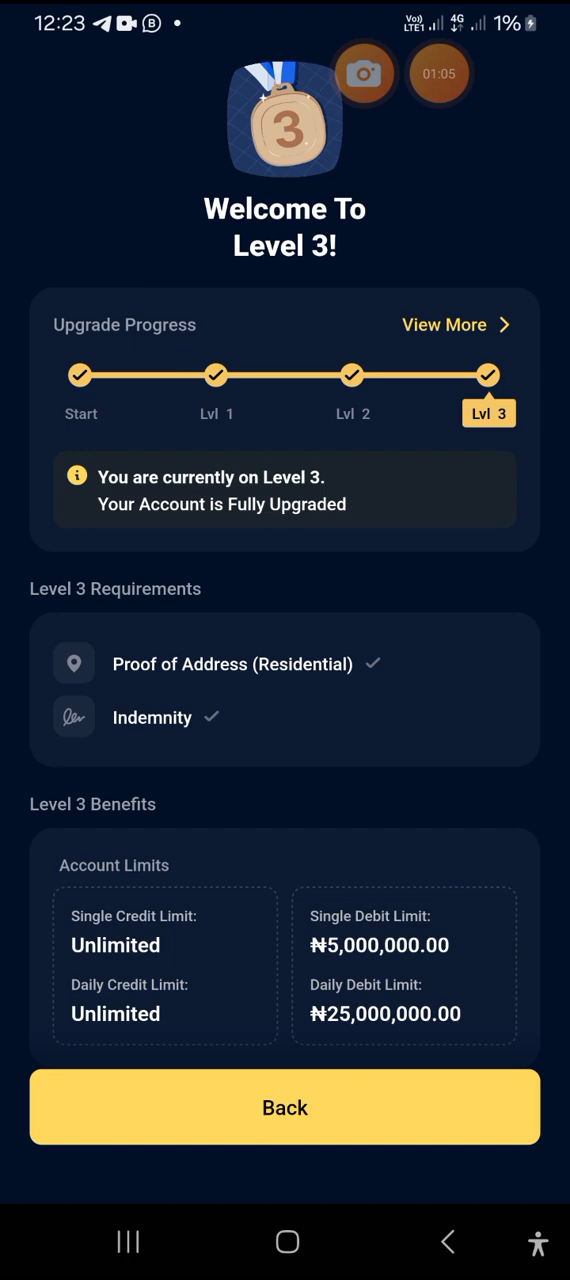 12:23
Vo)) LTE1 4G 1%
01:05
3
Welcome To
Level 3!
Upgrade Progress View More
Start Lvl 1 Lvl 2 Lvl 3
You are currently on Level 3.
Your Account is Fully Upgraded
Level 3 Requirements
Proof of Address (Residential)
Indemnity
Level 3 Benefits
Account Limits
Single Credit Limit: Single Debit Limit:
Unlimited ₦5,000,000.00
Daily Credit Limit: Daily Debit Limit:
Unlimited ₦25,000,000.00
Back